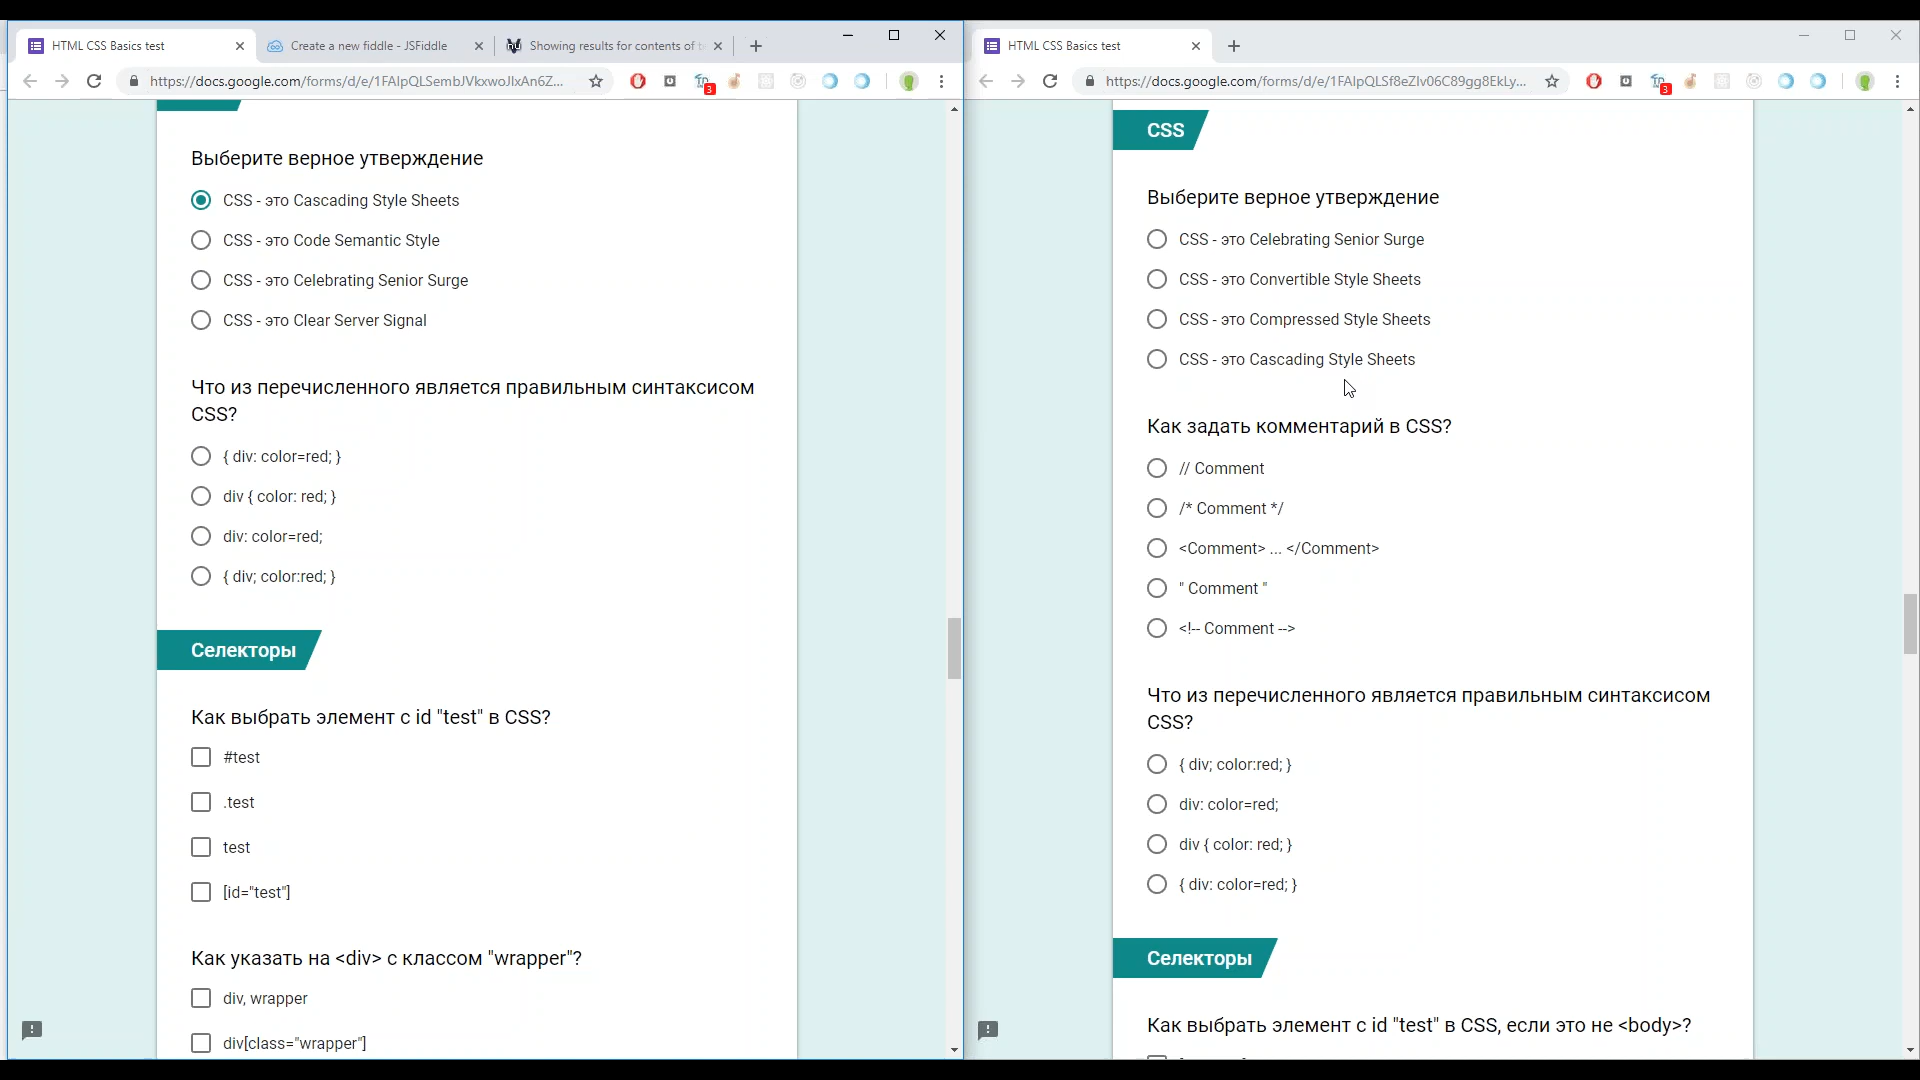 HTML CSS Basics test
Create a new fiddle - JSFiddle
Showing results for contents of
https://docs.google.com/forms/d/e/1FAIpQLSembJVkxwoJlxAn6Z...
3
Выберите верное утверждение
CSS - это Cascading Style Sheets
CSS - это Code Semantic Style
CSS - это Celebrating Senior Surge
CSS - это Clear Server Signal
Что из перечисленного является правильным синтаксисом
CSS?
{ div: color=red; }
div { color: red; }
div: color=red;
{ div; color:red; }
Селекторы
Как выбрать элемент с id "test" в CSS?
#test
.test
test
[id="test"]
Как указать на <div> с классом "wrapper"?
div, wrapper
div[class="wrapper"]
HTML CSS Basics test
https://docs.google.com/forms/d/e/1FAIpQLSf8eZIv06C89gg8EkLy...
3
CSS
Выберите верное утверждение
CSS - это Celebrating Senior Surge
CSS - это Convertible Style Sheets
CSS - это Compressed Style Sheets
CSS - это Cascading Style Sheets
Как задать комментарий в CSS?
// Comment
/* Comment */
<Comment> ... </Comment>
" Comment "
<!-- Comment -->
Что из перечисленного является правильным синтаксисом
CSS?
{ div; color:red; }
div: color=red;
div { color: red; }
{ div: color=red; }
Селекторы
Как выбрать элемент с id "test" в CSS, если это не <body>?